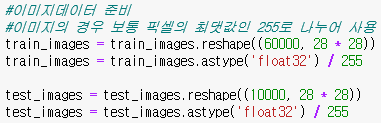 #이미지데이터 준비
#이미지의 경우 보통 픽셀의 최댓값인 255로 나누어 사용
train_images = train_images.reshape((60000, 28 * 28))
train_images = train_images.astype('float32') / 255
test_images = test_images.reshape((10000, 28 * 28))
test_images = test_images.astype('float32') / 255